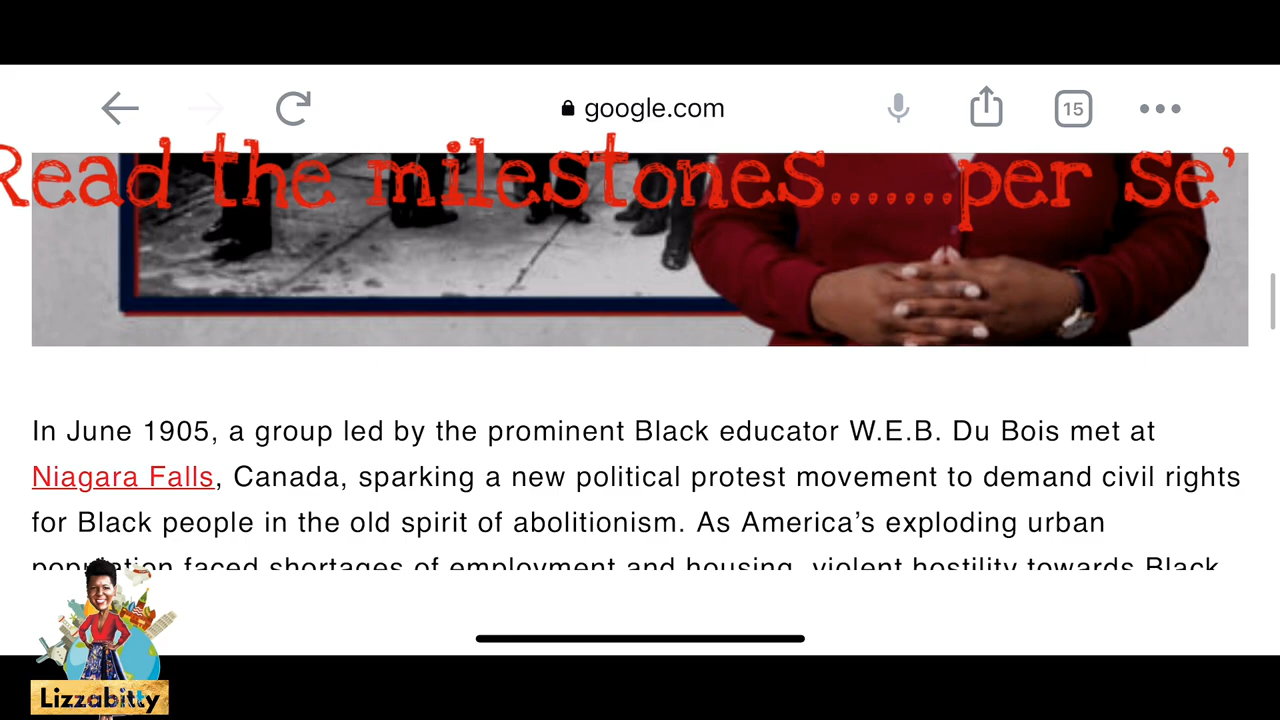 google.com
15
Read the milestones.......per se'
In June 1905, a group led by the prominent Black educator W.E.B. Du Bois met at
Niagara Falls, Canada, sparking a new political protest movement to demand civil rights
for Black people in the old spirit of abolitionism. As America’s exploding urban
population faced shortages of employment and housing, violent hostility towards Black
Lizzabitty